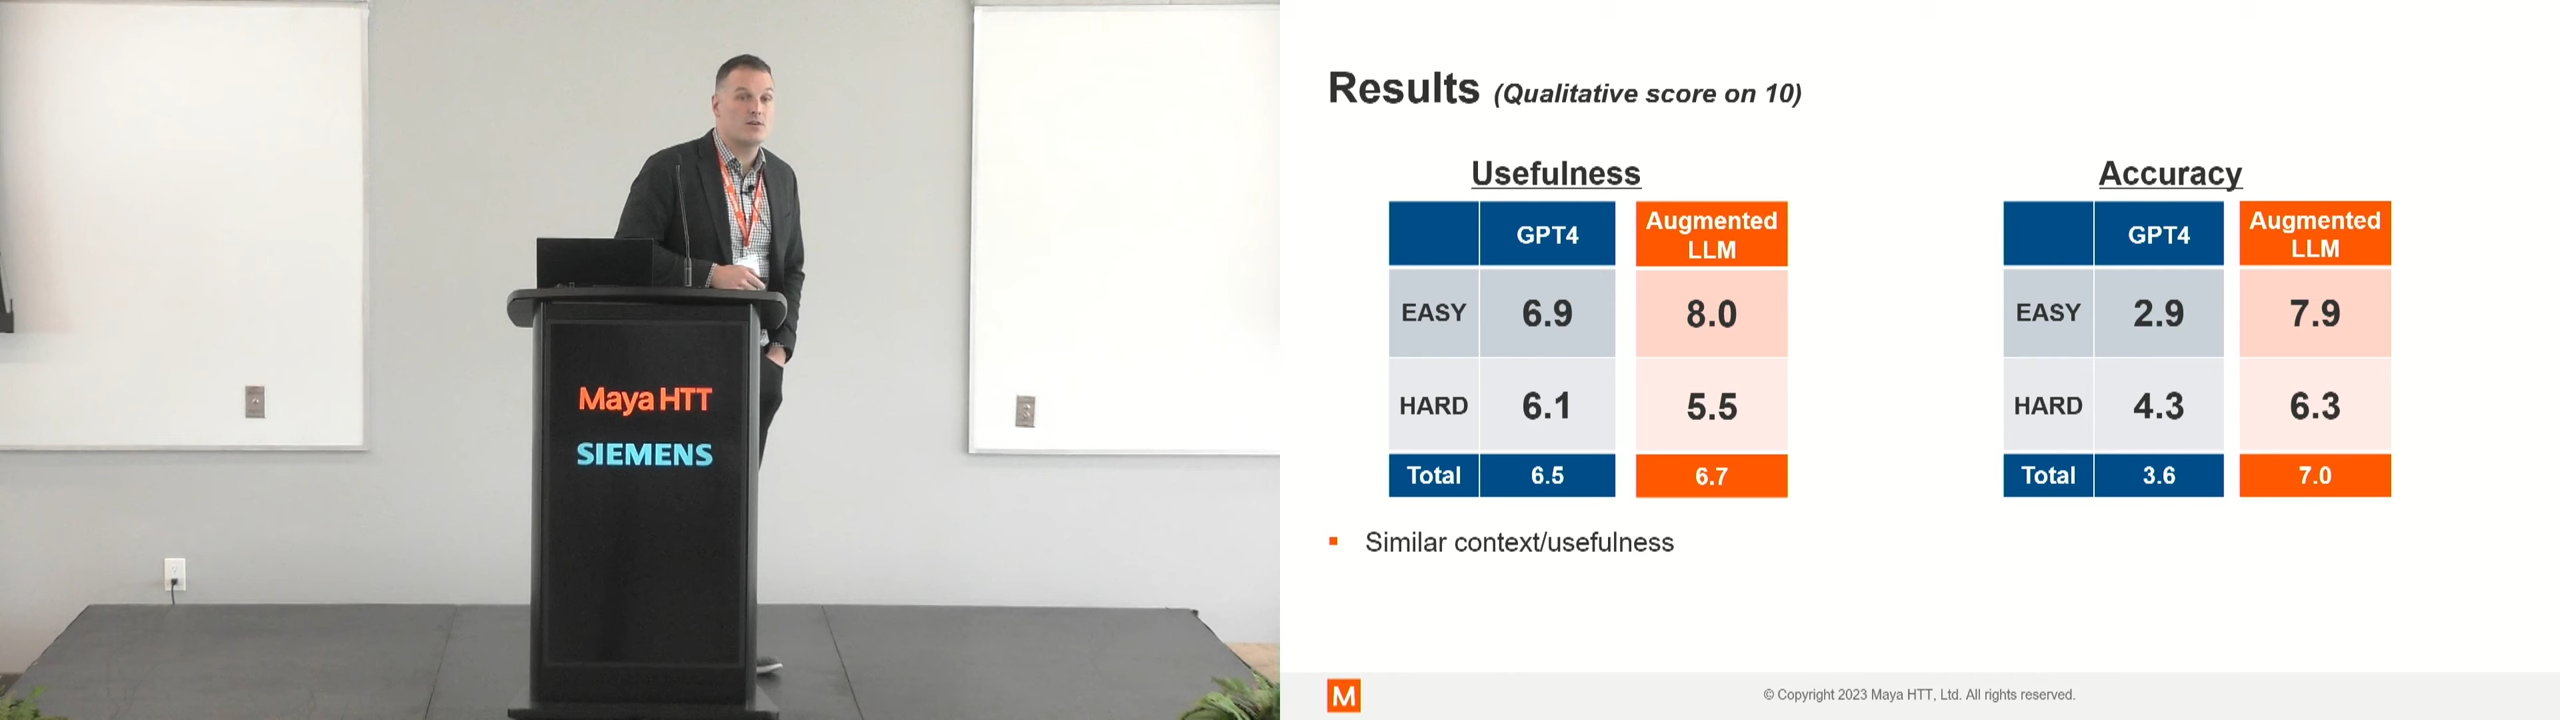 Maya HTT
SIEMENS
Results (Qualitative score on 10)
Usefulness
GPT4 Augmented LLM
EASY 6.9 8.0
HARD 6.1 5.5
Total 6.5 6.7
Accuracy
GPT4 Augmented LLM
EASY 2.9 7.9
HARD 4.3 6.3
Total 3.6 7.0
Similar context/usefulness
M
© Copyright 2023 Maya HTT, Ltd. All rights reserved.